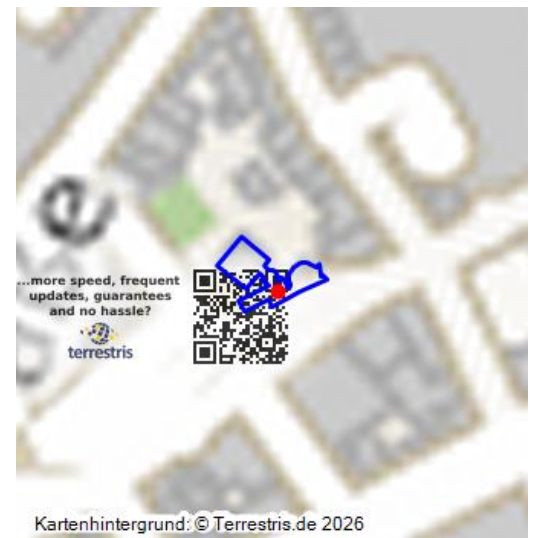 e
...more speed, frequent
updates, guarantees
and no hassle?
terrestris
Kartenhintergrund: © Terrestris.de 2026